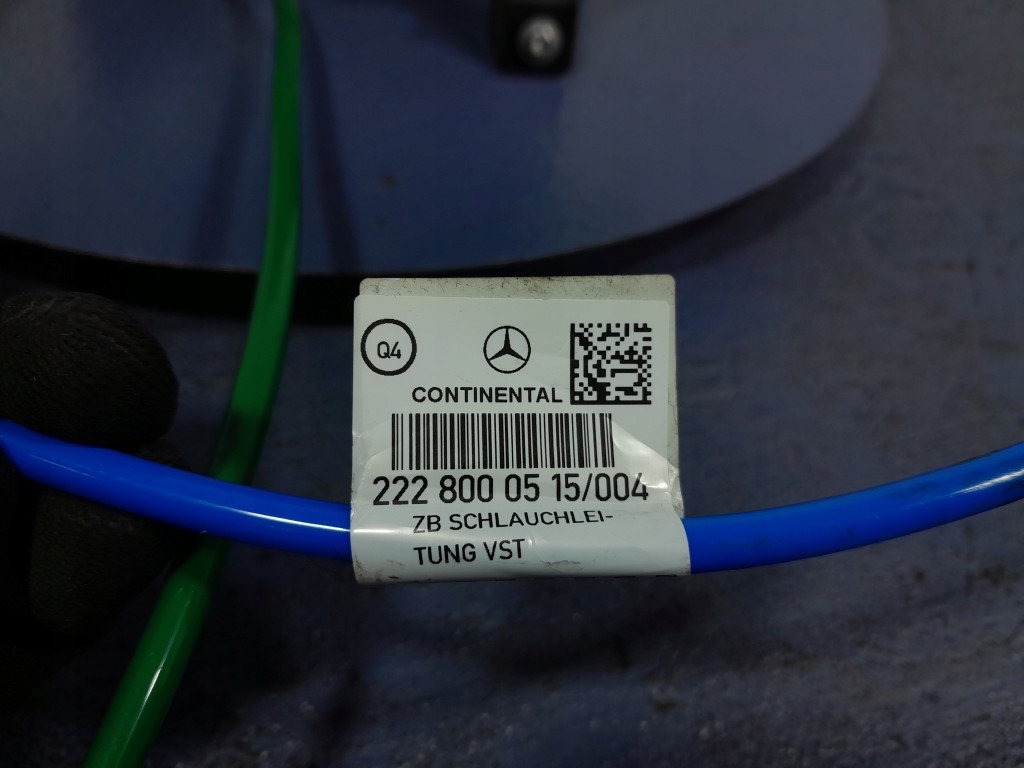 Q4
CONTINENTAL
222 800 05 15/004
ZB SCHLAUCHLEI-
TUNG VST